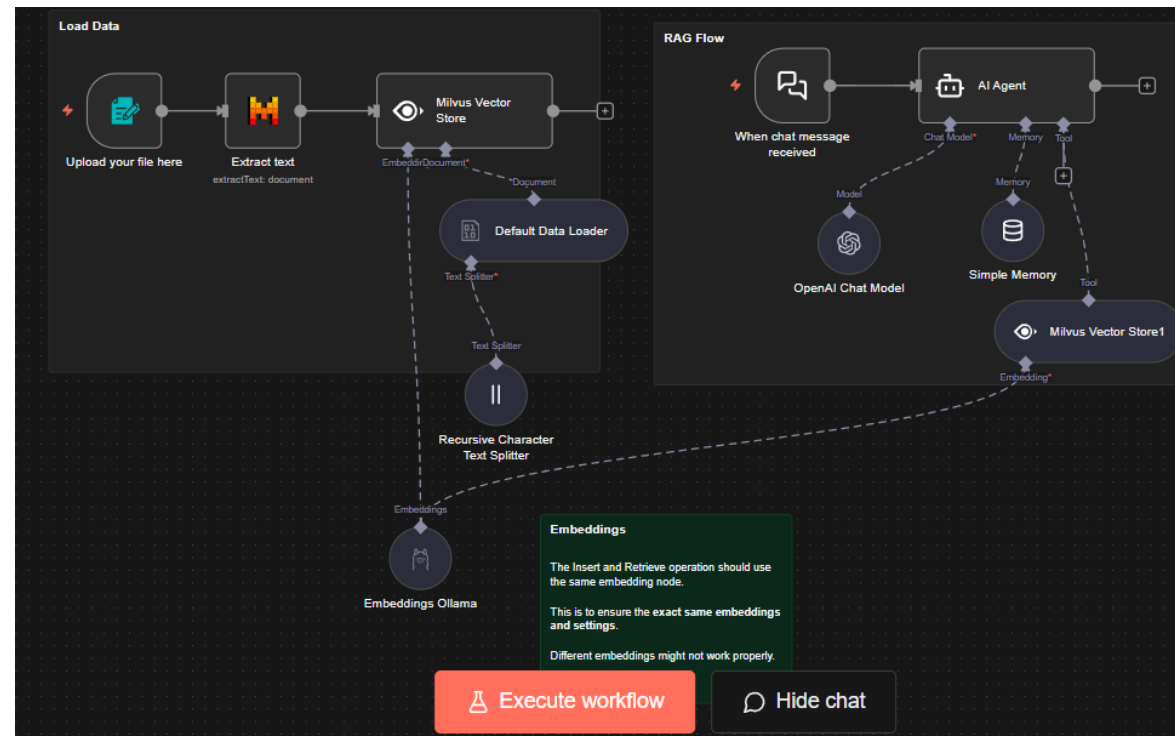 Load Data
Upload your file here
Extract text
extractText: document
Milvus Vector
Store
Document*
Document
01
10
Default Data Loader
Text Splitter*
Text Splitter
Recursive Character
Text Splitter
Embeddings
Embeddings Ollama
RAG Flow
When chat message
received
AI Agent
Chat Model*
Memory
Tool
Model
OpenAI Chat Model
Memory
Simple Memory
Tool
Milvus Vector Store1
Embedding*
Embeddings
The Insert and Retrieve operation should use
the same embedding node.
This is to ensure the exact same embeddings
and settings.
Different embeddings might not work properly.
Execute workflow
Hide chat